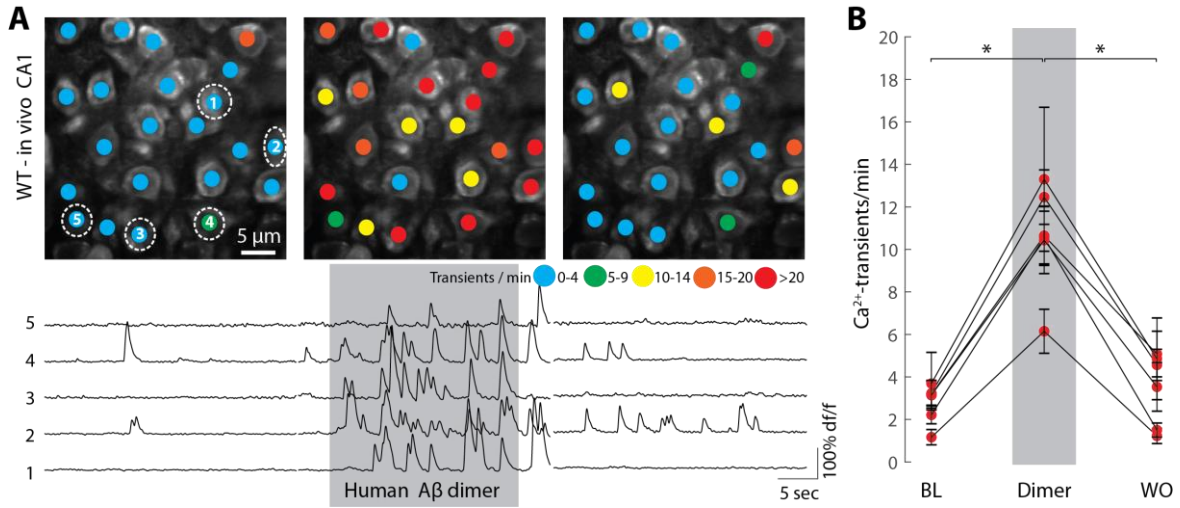 A
WT - in vivo CA1
1
2
3
4
5
5 µm
Transients / min 0-4 5-9 10-14 15-20 >20
5
4
3
2
1
Human Aβ dimer
100% df/f
5 sec
B
Ca²⁺-transients/min
20
18
16
14
12
10
8
6
4
2
0
* *
BL Dimer WO